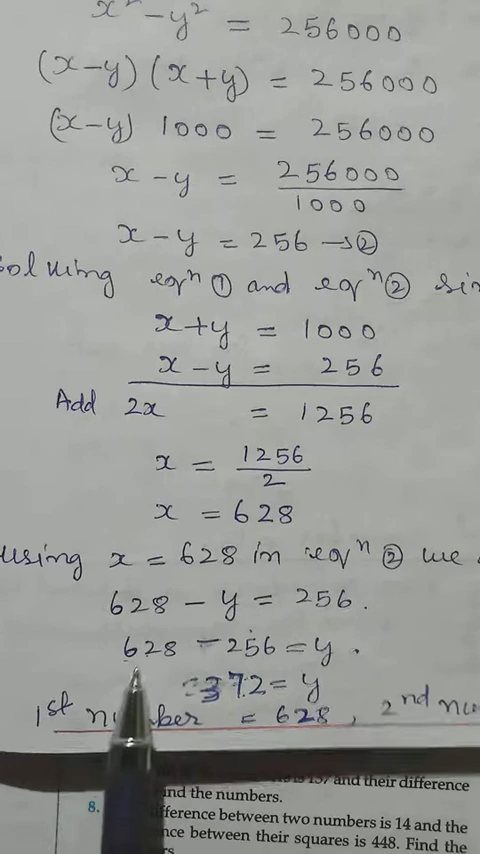 x² - y² = 256000
(x-y) (x+y) = 256000
(x-y) 1000 = 256000
x - y = 256000/1000
x - y = 256 → ②
solving eqⁿ ① and eqⁿ ②
x+y = 1000
x - y = 256
Add 2x = 1256
x = 1256/2
x = 628
using x = 628 in eqⁿ ② we
628 - y = 256.
628 - 256 = y.
372 = y
1st number = 628, 2nd
and their difference
nd the numbers.
8. fference between two numbers is 14 and the
nce between their squares is 448. Find the
rs.